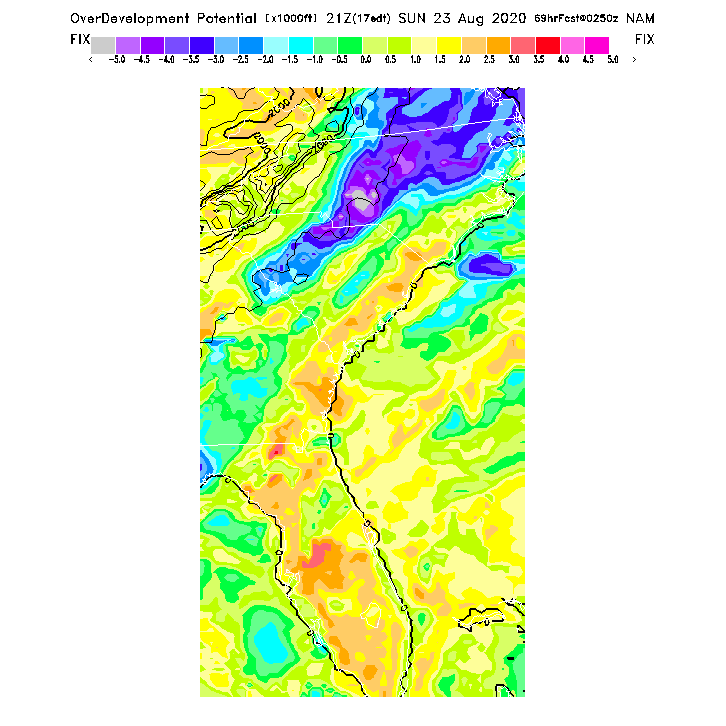 OverDevelopment Potential [x1000ft] 21Z(17edt) SUN 23 Aug 2020 69hrFcst@0250z NAM
FIX FIX
< -5.0 -4.5 -4.0 -3.5 -3.0 -2.5 -2.0 -1.5 -1.0 -0.5 0.0 0.5 1.0 1.5 2.0 2.5 3.0 3.5 4.0 4.5 5.0 >
2000
2000